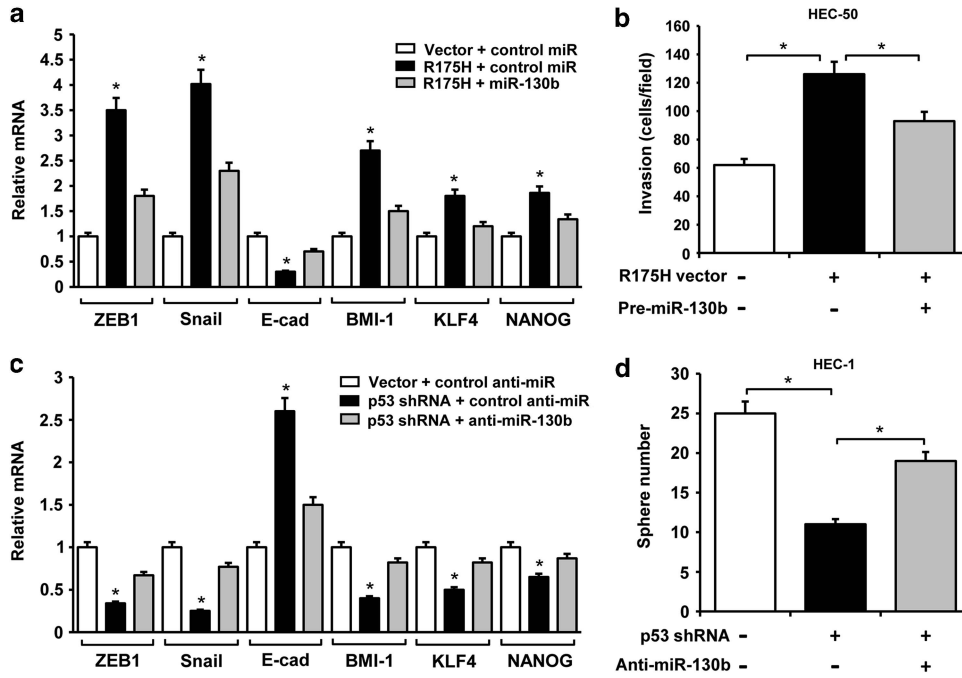 a
Relative mRNA
5
4.5
4
3.5
3
2.5
2
1.5
1
0.5
0
Vector + control miR
R175H + control miR
R175H + miR-130b
* * * * * *
ZEB1 Snail E-cad BMI-1 KLF4 NANOG
b
HEC-50
Invasion (cells/field)
160
140
120
100
80
60
40
20
0
* *
R175H vector - + +
Pre-miR-130b - - +
c
Relative mRNA
3
2.5
2
1.5
1
0.5
0
Vector + control anti-miR
p53 shRNA + control anti-miR
p53 shRNA + anti-miR-130b
* * * * * *
ZEB1 Snail E-cad BMI-1 KLF4 NANOG
d
HEC-1
Sphere number
30
25
20
15
10
5
0
* *
p53 shRNA - + +
Anti-miR-130b - - +